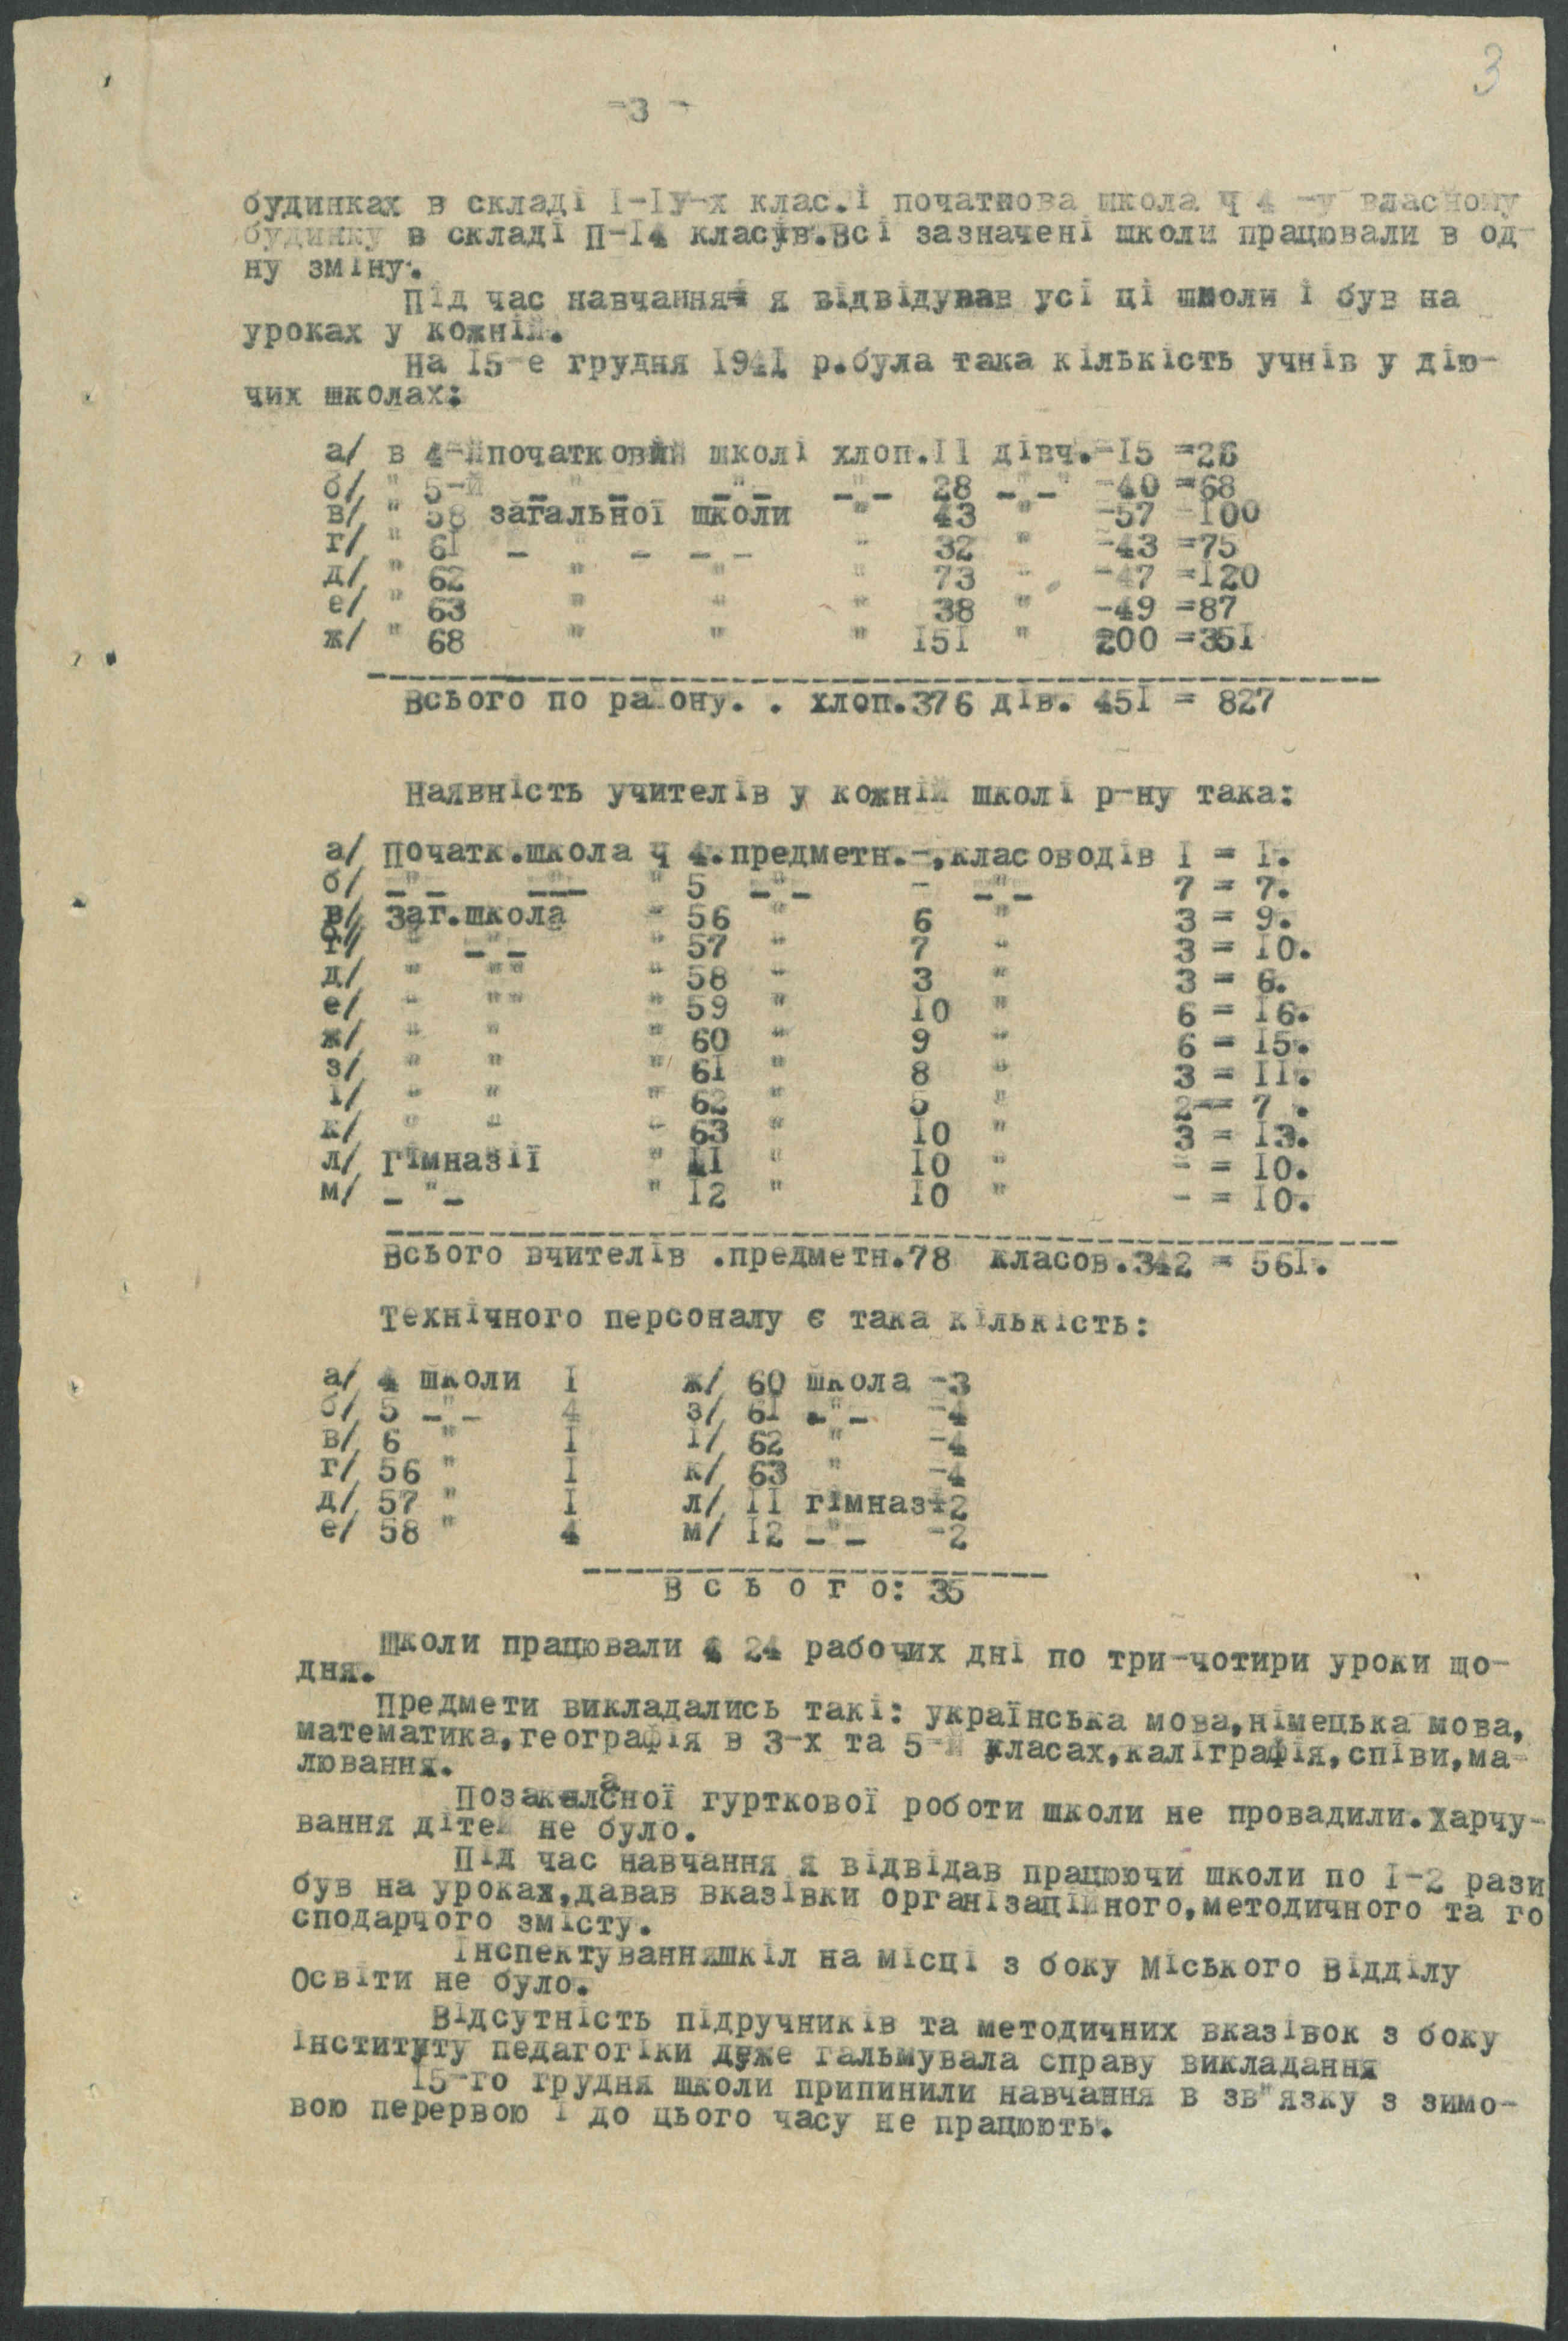 3
-3-
будинках в складі І-ІУ-х клас.і початкова школа ч 4 -у власному
будинку в складі П-І4 класів.Всі зазначені школи працювали в од-
ну зміну.
Під час навчання я відвідував усі ці школи і був на
уроках у кожній.
На І5-е грудня І94І р.була така кількість учнів у дію-
чих школах:
а/ в 4-й початковій школі хлоп.ІІ дівч.-І5 =26
б/ " 5-й -"- -"- -"- 28 -"-" -40 =68
в/ " 58 загальної школи " 43 " -57 -І00
г/ " 6І - " - - - " 32 " -43 =75
д/ " 62 " " " 73 - -47 =І20
е/ " 63 " " " 38 " -49 =87
ж/ " 68 " " " І5І " 200 =35І
Всього по району. . хлоп.376 дів. 45І = 827
Наявність учителів у кожній школі р-ну така:
а/ Початк.школа ч 4.предметн.-,класоводів І = І.
б/ -"- -"- " 5 -"- - -"- 7 = 7.
в/ Заг.школа - 56 " 6 " 3 = 9.
г/ " -"- " 57 " 7 " 3 = І0.
д/ " "" " 58 " 3 " 3 = 6.
е/ " "" " 59 " І0 " 6 = І6.
ж/ " " " 60 " 9 " 6 = І5.
з/ " " " 6І " 8 " 3 = ІІ.
і/ " " " 62 " 5 " 2 = 7 .
к/ " " - 63 " І0 " 3 = І3.
л/ Гімназії " ІІ " І0 " - = І0.
м/ -"- " І2 " І0 " - = І0.
Всього вчителів .предметн.78 класов.342 = 56І.
Технічного персоналу є така кількість:
а/ 4 школи І ж/ 60 школа -3
б/ 5 -"- 4 з/ 6І -"- -4
в/ 6 " І і/ 62 " -4
г/ 56 " І к/ 63 " -4
д/ 57 " І л/ ІІ гімназі-2
е/ 58 " 4 м/ І2 -"- -2
В с ь о г о: 35
Школи працювали 24 рабочих дні по три-чотири уроки що-
дня.
Предмети викладались такі: українська мова,німецька мова,
математика,географія в 3-х та 5-й класах,каліграфія,співи,ма-
лювання.
Позакласної гурткової роботи школи не провадили.Харчу-
вання дітей не було.
Під час навчання я відвідав працюючи школи по І-2 рази
був на уроках,давав вказівки організаційного,методичного та го
сподарчого змісту.
Інспектуванняшкіл на місці з боку Міського Відділу
Освіти не було.
Відсутність підручників та методичних вказівок з боку
Інституту педагогіки дуже гальмувала справу викладання
І5-го грудня школи припинили навчання в зв"язку з зимо-
вою перервою і до цього часу не працюють.